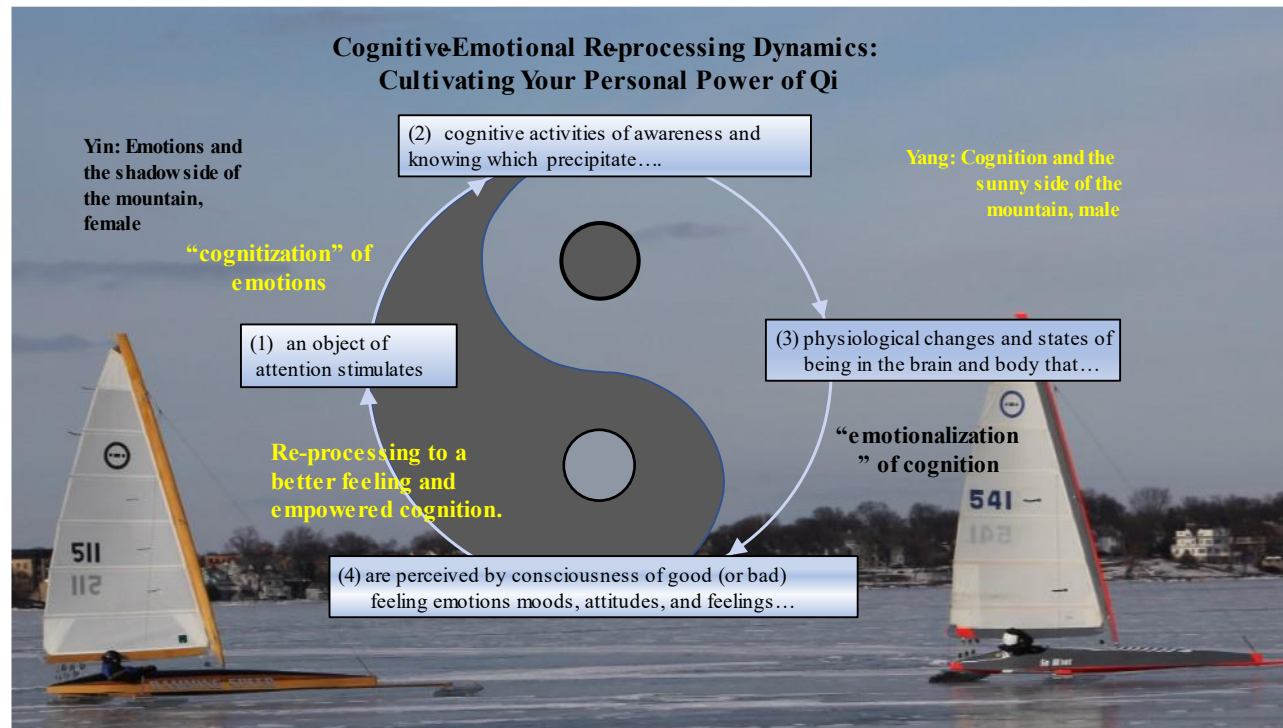 Cognitive-Emotional Re-processing Dynamics:
Cultivating Your Personal Power of Qi
(2) cognitive activities of awareness and
knowing which precipitate….
Yin: Emotions and
the shadow side of
the mountain,
female
Yang: Cognition and the
sunny side of the
mountain, male
“cognitization” of
emotions
(1) an object of
attention stimulates
(3) physiological changes and states of
being in the brain and body that…
“emotionalization
” of cognition
Re-processing to a
better feeling and
empowered cognition.
(4) are perceived by consciousness of good (or bad)
feeling emotions moods, attitudes, and feelings…
511
511
541
541